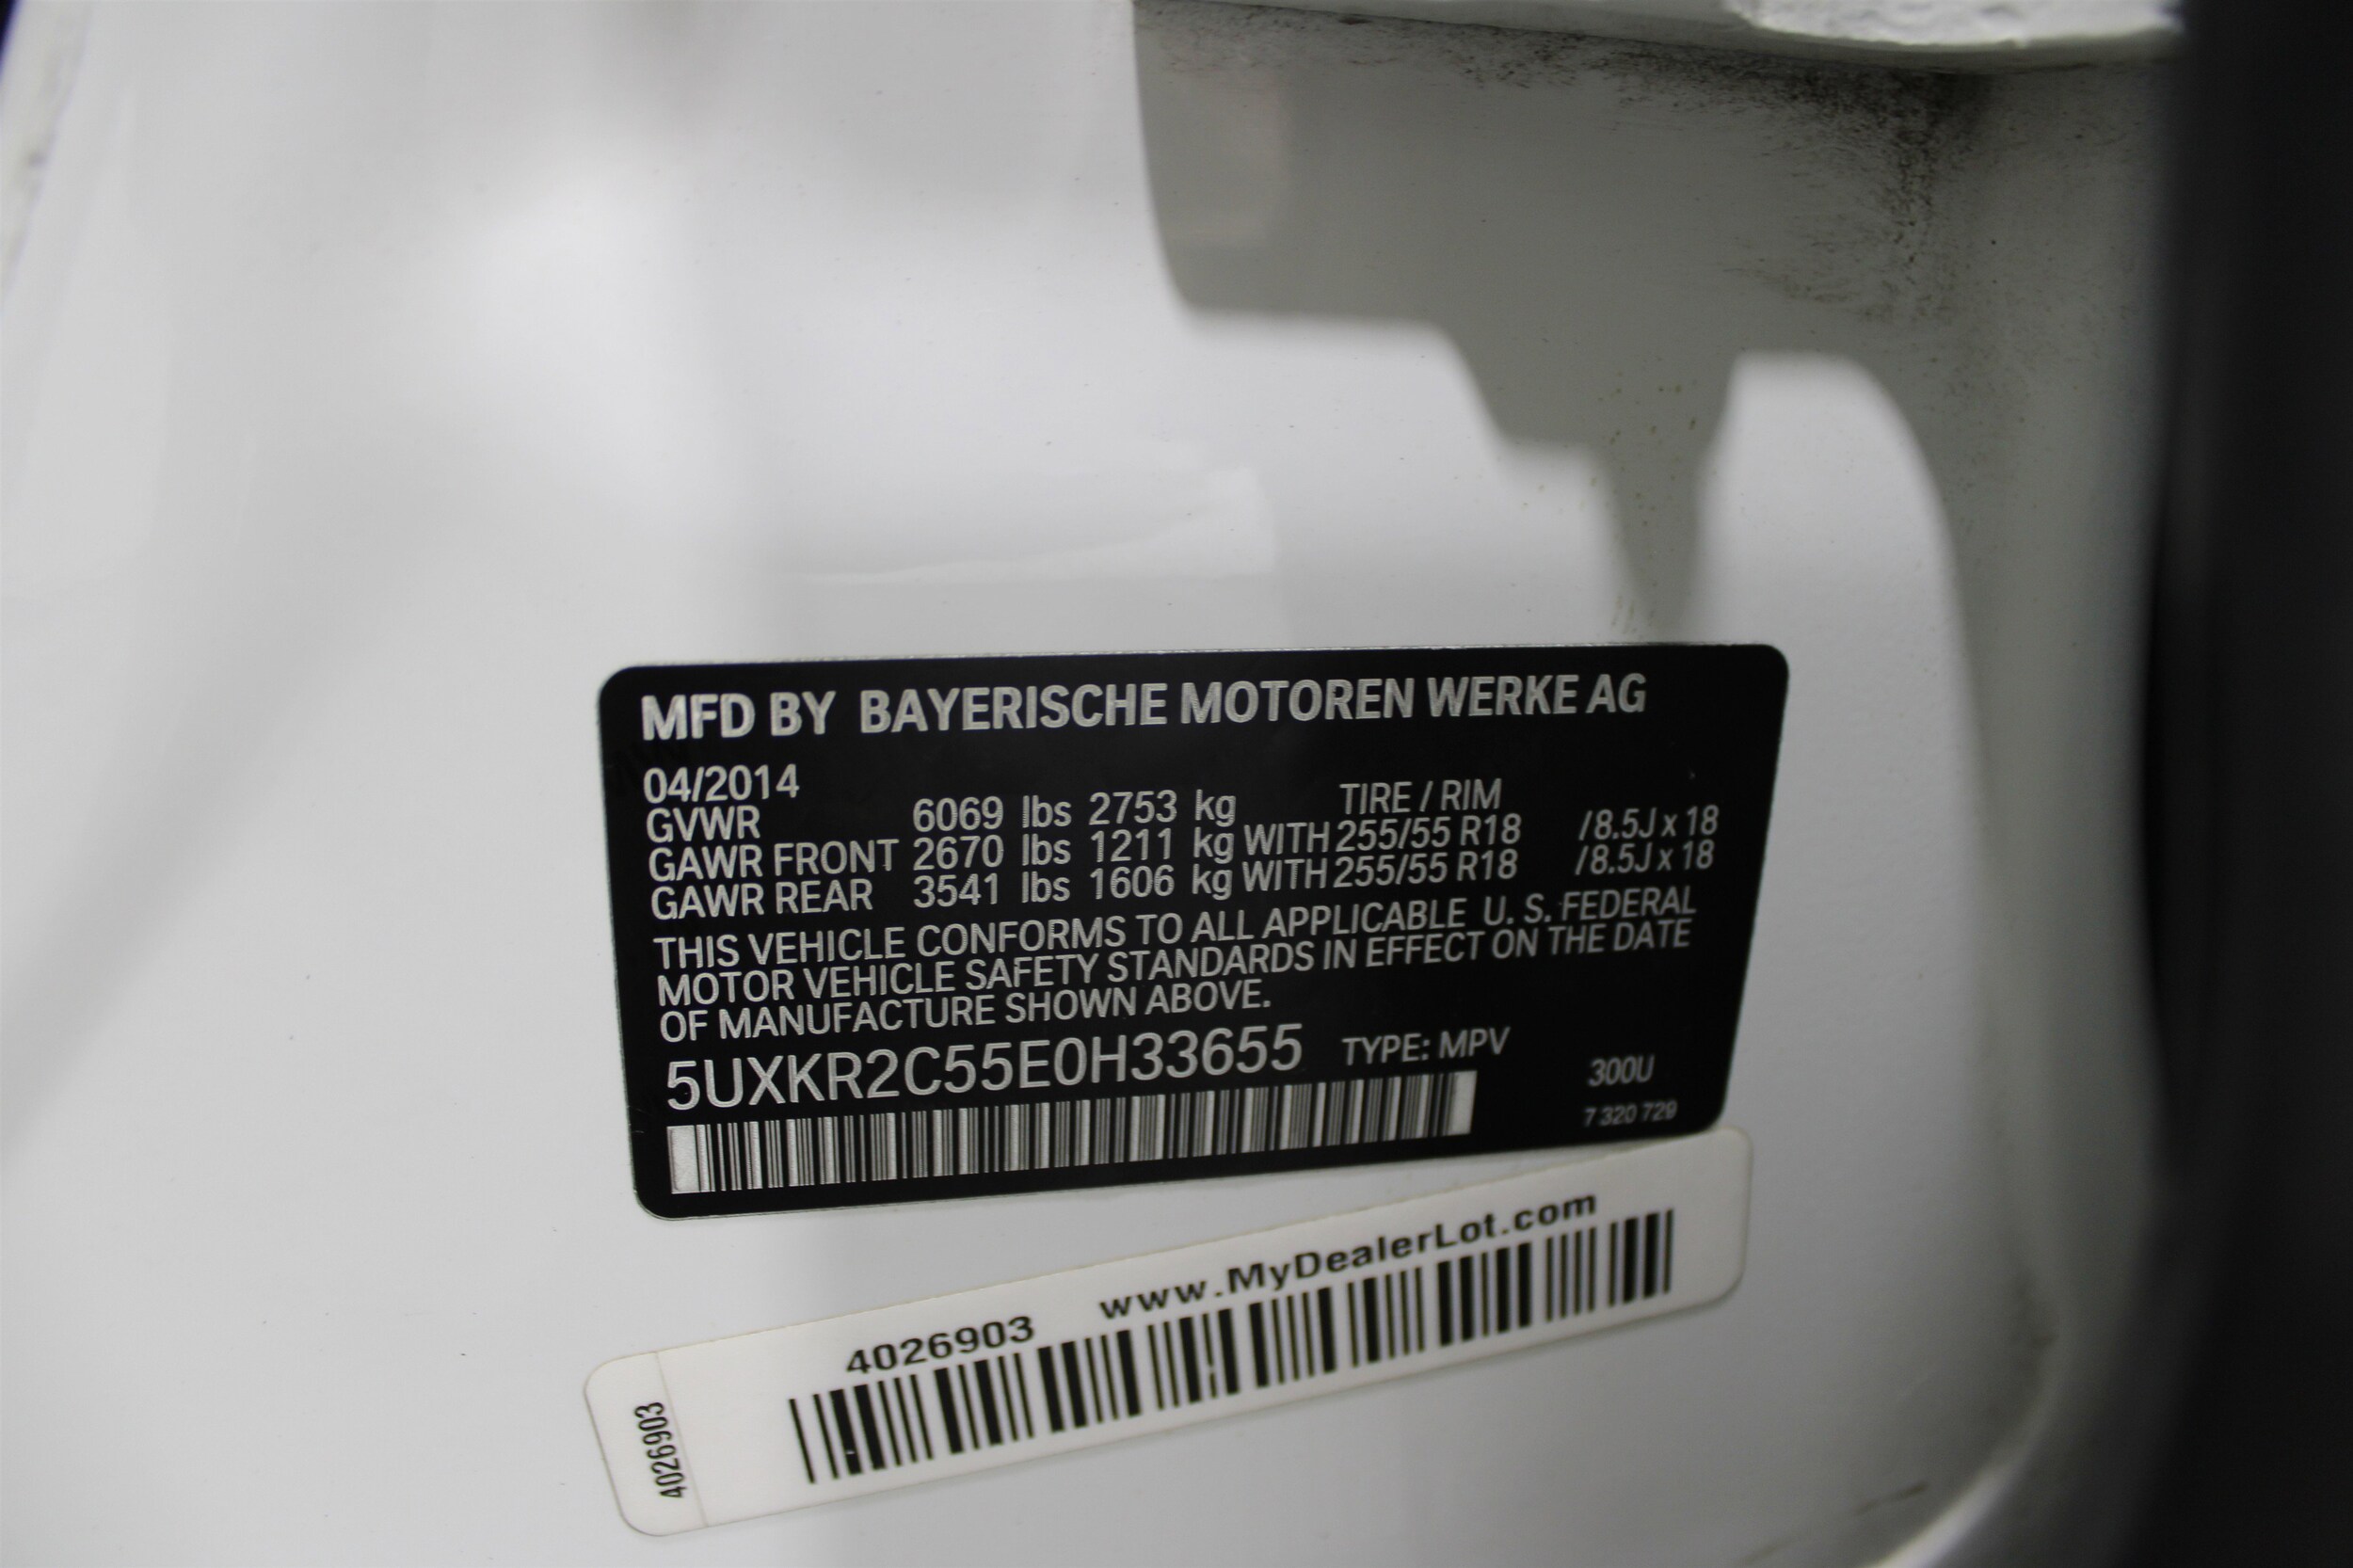 MFD BY BAYERISCHE MOTOREN WERKE AG
04/2014
GVWR 6069 lbs 2753 kg TIRE / RIM
GAWR FRONT 2670 lbs 1211 kg WITH 255/55 R18 /8.5J x 18
GAWR REAR 3541 lbs 1606 kg WITH 255/55 R18 /8.5J x 18
THIS VEHICLE CONFORMS TO ALL APPLICABLE U. S. FEDERAL
MOTOR VEHICLE SAFETY STANDARDS IN EFFECT ON THE DATE
OF MANUFACTURE SHOWN ABOVE.
5UXKR2C55E0H33655 TYPE: MPV
300U
7 320 729
4026903 www.MyDealerLot.com
4026903